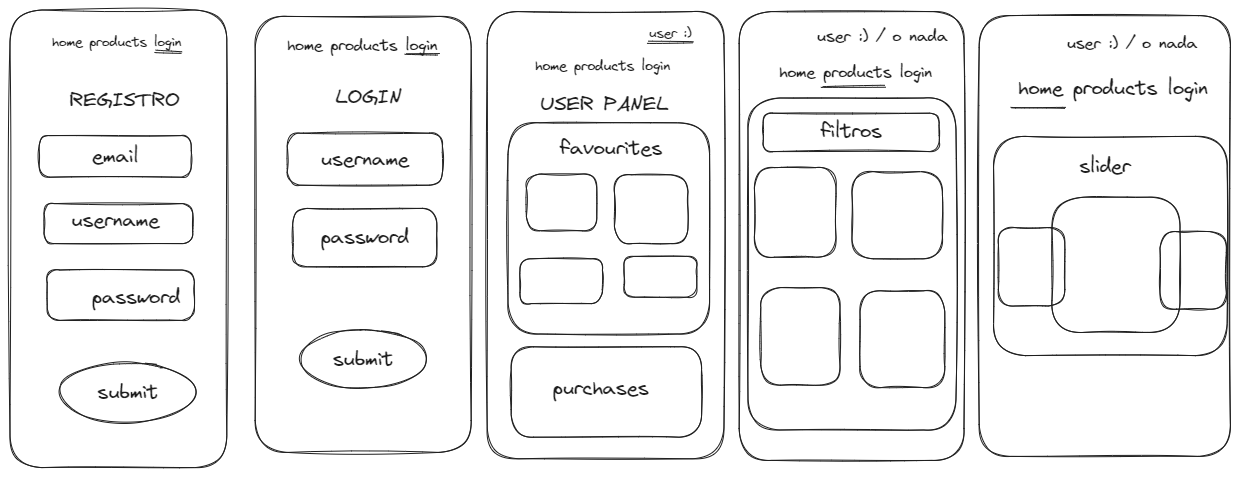 home products login
REGISTRO
email
username
password
submit
home products login
LOGIN
username
password
submit
user :)
home products login
USER PANEL
favourites
purchases
user :) / o nada
home products login
filtros
user :) / o nada
home products login
slider